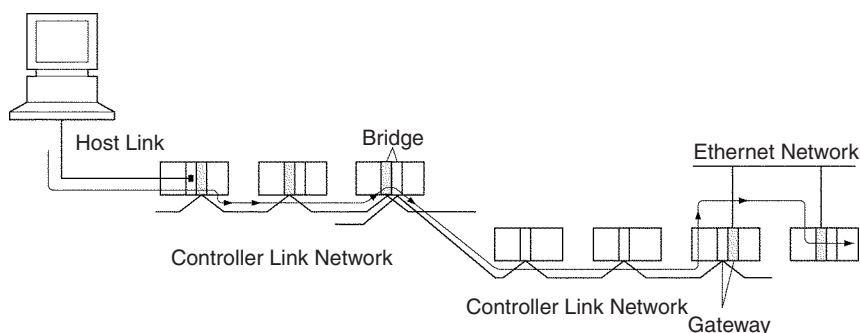 Host Link
Bridge
Ethernet Network
Controller Link Network
Controller Link Network
Gateway